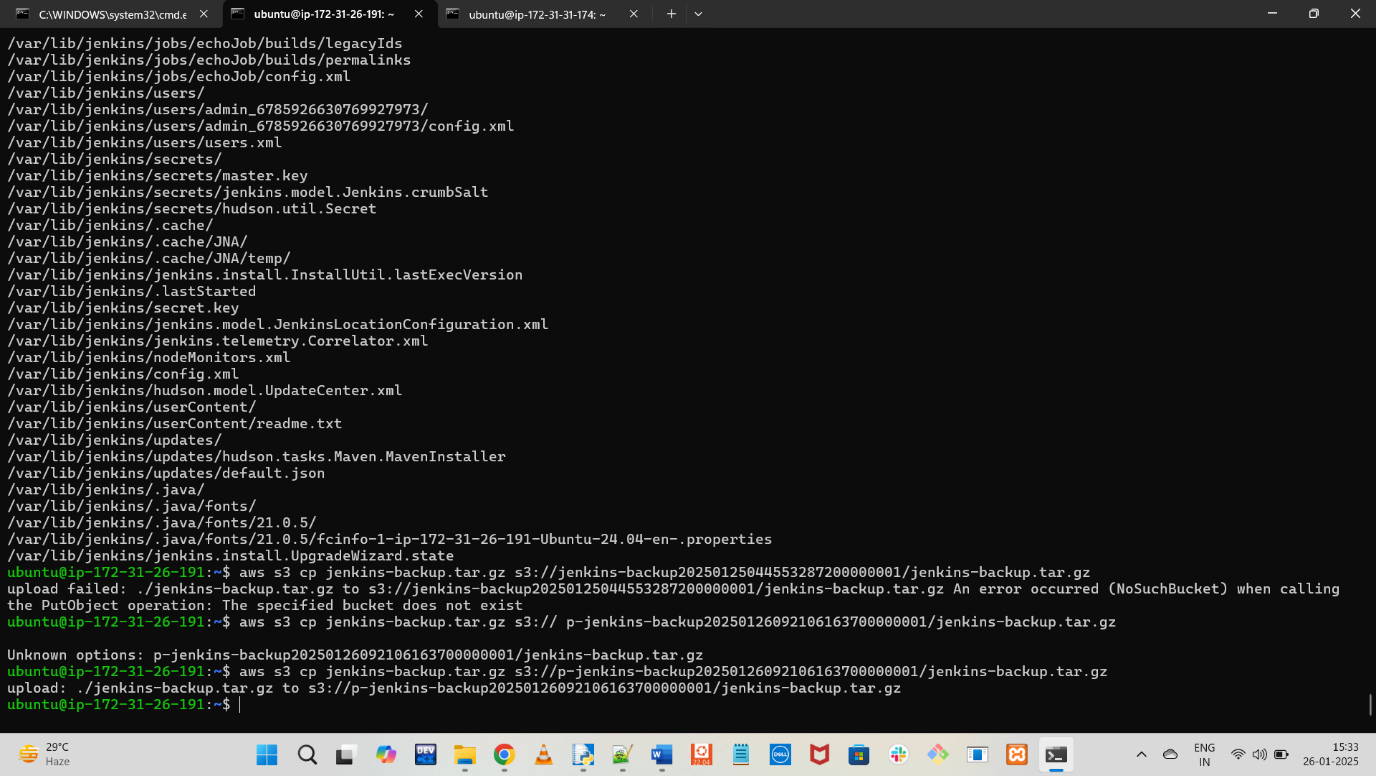 C:\WINDOWS\system32\cmd.e
ubuntu@ip-172-31-26-191: ~
ubuntu@ip-172-31-31-174: ~
/var/lib/jenkins/jobs/echoJob/builds/legacyIds
/var/lib/jenkins/jobs/echoJob/builds/permalinks
/var/lib/jenkins/jobs/echoJob/config.xml
/var/lib/jenkins/users/
/var/lib/jenkins/users/admin_6785926630769927973/
/var/lib/jenkins/users/admin_6785926630769927973/config.xml
/var/lib/jenkins/users/users.xml
/var/lib/jenkins/secrets/
/var/lib/jenkins/secrets/master.key
/var/lib/jenkins/secrets/jenkins.model.Jenkins.crumbSalt
/var/lib/jenkins/secrets/hudson.util.Secret
/var/lib/jenkins/.cache/
/var/lib/jenkins/.cache/JNA/
/var/lib/jenkins/.cache/JNA/temp/
/var/lib/jenkins/jenkins.install.InstallUtil.lastExecVersion
/var/lib/jenkins/.lastStarted
/var/lib/jenkins/secret.key
/var/lib/jenkins/jenkins.model.JenkinsLocationConfiguration.xml
/var/lib/jenkins/jenkins.telemetry.Correlator.xml
/var/lib/jenkins/nodeMonitors.xml
/var/lib/jenkins/config.xml
/var/lib/jenkins/hudson.model.UpdateCenter.xml
/var/lib/jenkins/userContent/
/var/lib/jenkins/userContent/readme.txt
/var/lib/jenkins/updates/
/var/lib/jenkins/updates/hudson.tasks.Maven.MavenInstaller
/var/lib/jenkins/updates/default.json
/var/lib/jenkins/.java/
/var/lib/jenkins/.java/fonts/
/var/lib/jenkins/.java/fonts/21.0.5/
/var/lib/jenkins/.java/fonts/21.0.5/fcinfo-1-ip-172-31-26-191-Ubuntu-24.04-en-.properties
/var/lib/jenkins/jenkins.install.UpgradeWizard.state
ubuntu@ip-172-31-26-191:~$ aws s3 cp jenkins-backup.tar.gz s3://jenkins-backup20250125044553287200000001/jenkins-backup.tar.gz
upload failed: ./jenkins-backup.tar.gz to s3://jenkins-backup20250125044553287200000001/jenkins-backup.tar.gz An error occurred (NoSuchBucket) when calling
the PutObject operation: The specified bucket does not exist
ubuntu@ip-172-31-26-191:~$ aws s3 cp jenkins-backup.tar.gz s3:// p-jenkins-backup20250126092106163700000001/jenkins-backup.tar.gz
Unknown options: p-jenkins-backup20250126092106163700000001/jenkins-backup.tar.gz
ubuntu@ip-172-31-26-191:~$ aws s3 cp jenkins-backup.tar.gz s3://p-jenkins-backup20250126092106163700000001/jenkins-backup.tar.gz
upload: ./jenkins-backup.tar.gz to s3://p-jenkins-backup20250126092106163700000001/jenkins-backup.tar.gz
ubuntu@ip-172-31-26-191:~$
29°C
Haze
DEV
22.04
DELL
ENG
IN
15:33
26-01-2025